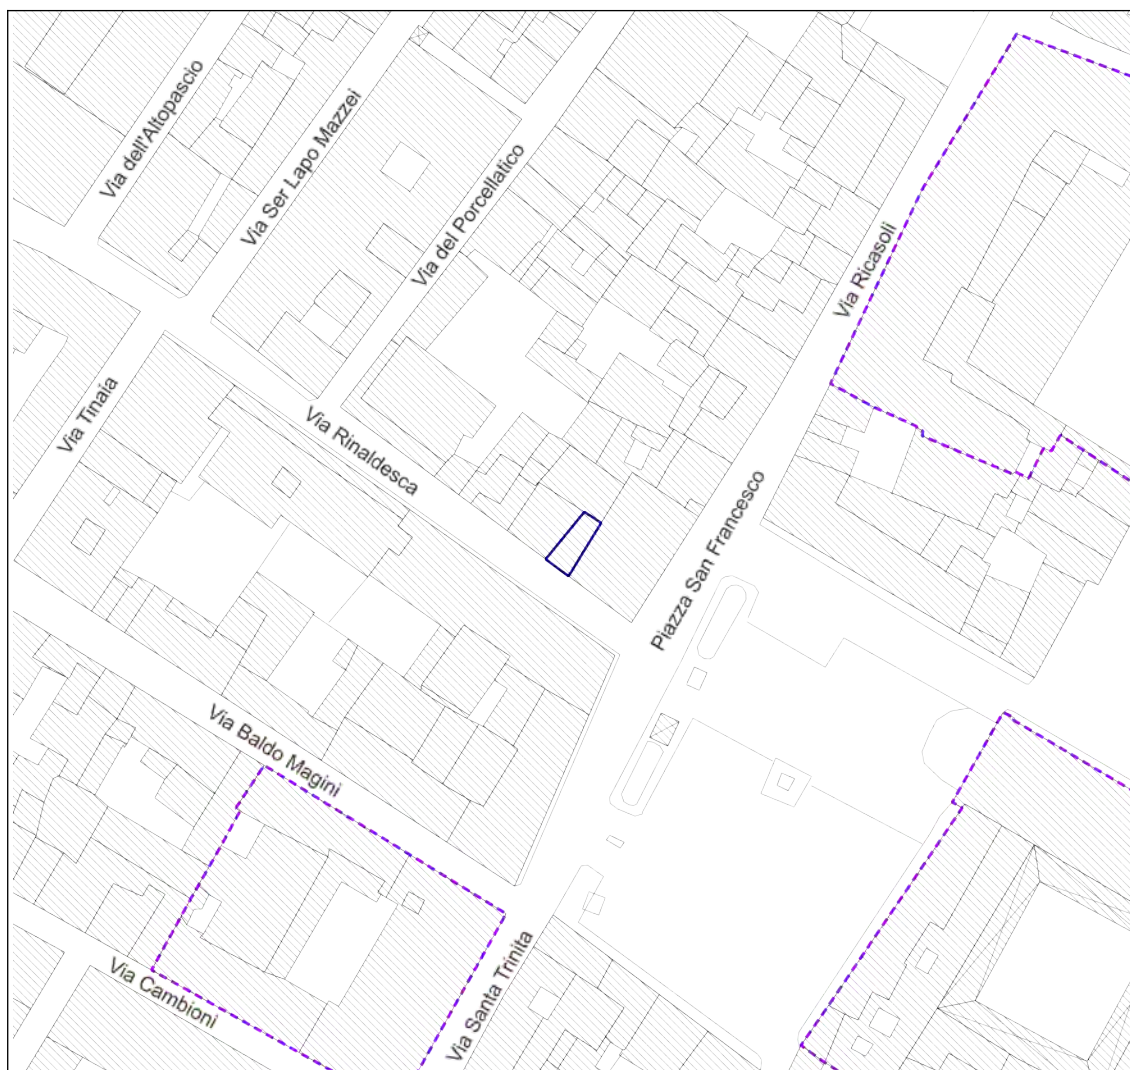 Via dell'Altopascio
Via Ser Lapo Mazzei
Via del Porcellatico
Via Ricasoli
Via Tinaia
Via Rinaldesca
Piazza San Francesco
Via Baldo Magini
Via Santa Trinita
Via Cambioni